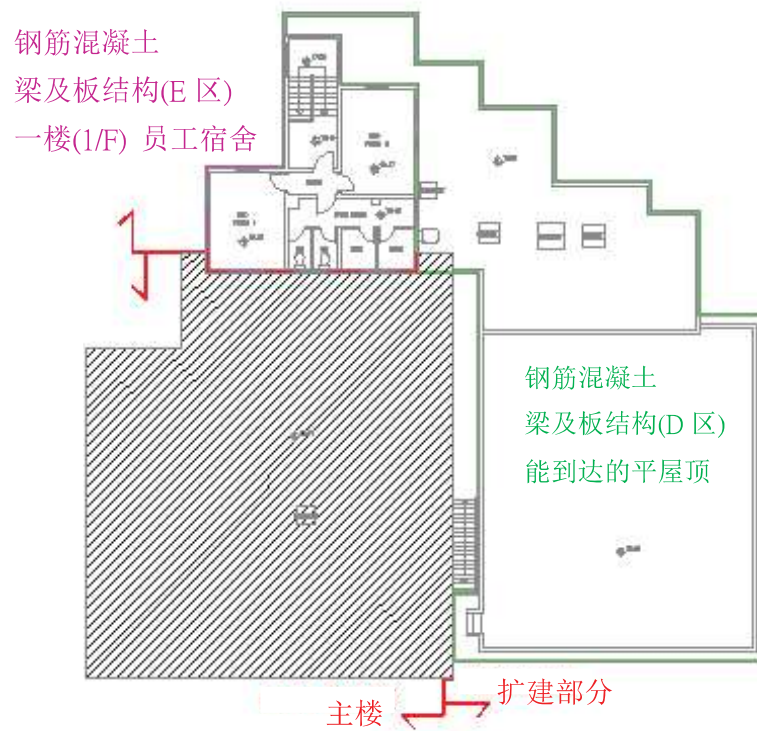 钢筋混凝土
梁及板结构(E 区)
一楼(1/F) 员工宿舍
钢筋混凝土
梁及板结构(D 区)
能到达的平屋顶
主楼
扩建部分